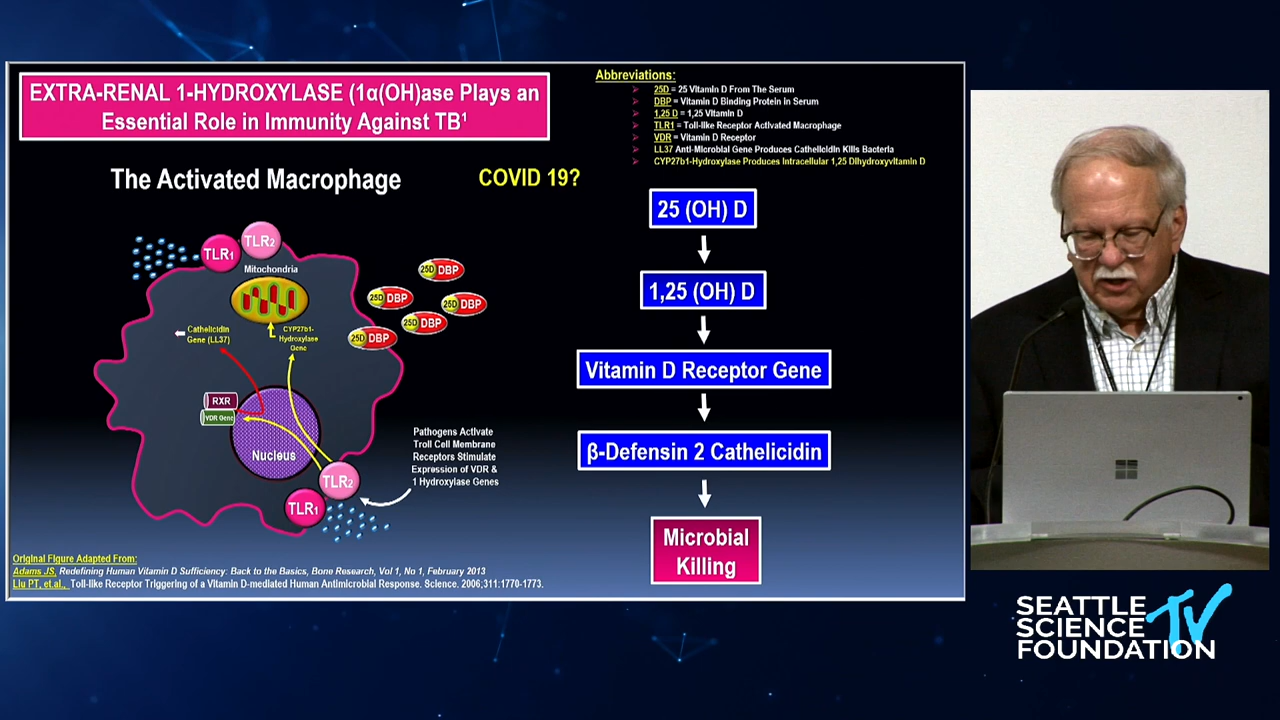 EXTRA-RENAL 1-HYDROXYLASE (1α(OH)ase Plays an
Essential Role in Immunity Against TB¹
Abbreviations:
25D = 25 Vitamin D From The Serum
DBP = Vitamin D Binding Protein in Serum
1,25 D = 1,25 Vitamin D
TLR1 = Toll-like Receptor Activated Macrophage
VDR = Vitamin D Receptor
LL37 Anti-Microbial Gene Produces Cathelicidin Kills Bacteria
CYP27b1-Hydroxylase Produces Intracellular 1,25 Dihydroxyvitamin D
The Activated Macrophage
COVID 19?
TLR1
TLR2
Mitochondria
25D DBP
25D DBP
25D DBP
25D DBP
25D DBP
Cathelicidin
Gene (LL37)
CYP27b1-
Hydroxylase
Gene
RXR
VDR Gene
Nucleus
TLR2
TLR1
Pathogens Activate
Troll Cell Membrane
Receptors Stimulate
Expression of VDR &
1 Hydroxylase Genes
25 (OH) D
1,25 (OH) D
Vitamin D Receptor Gene
β-Defensin 2 Cathelicidin
Microbial
Killing
Original Figure Adapted From:
Adams JS, Redefining Human Vitamin D Sufficiency: Back to the Basics, Bone Research, Vol 1, No 1, February 2013
Liu PT, et.al., Toll-like Receptor Triggering of a Vitamin D-mediated Human Antimicrobial Response. Science. 2006;311:1770-1773.
SEATTLE
SCIENCE TV
FOUNDATION